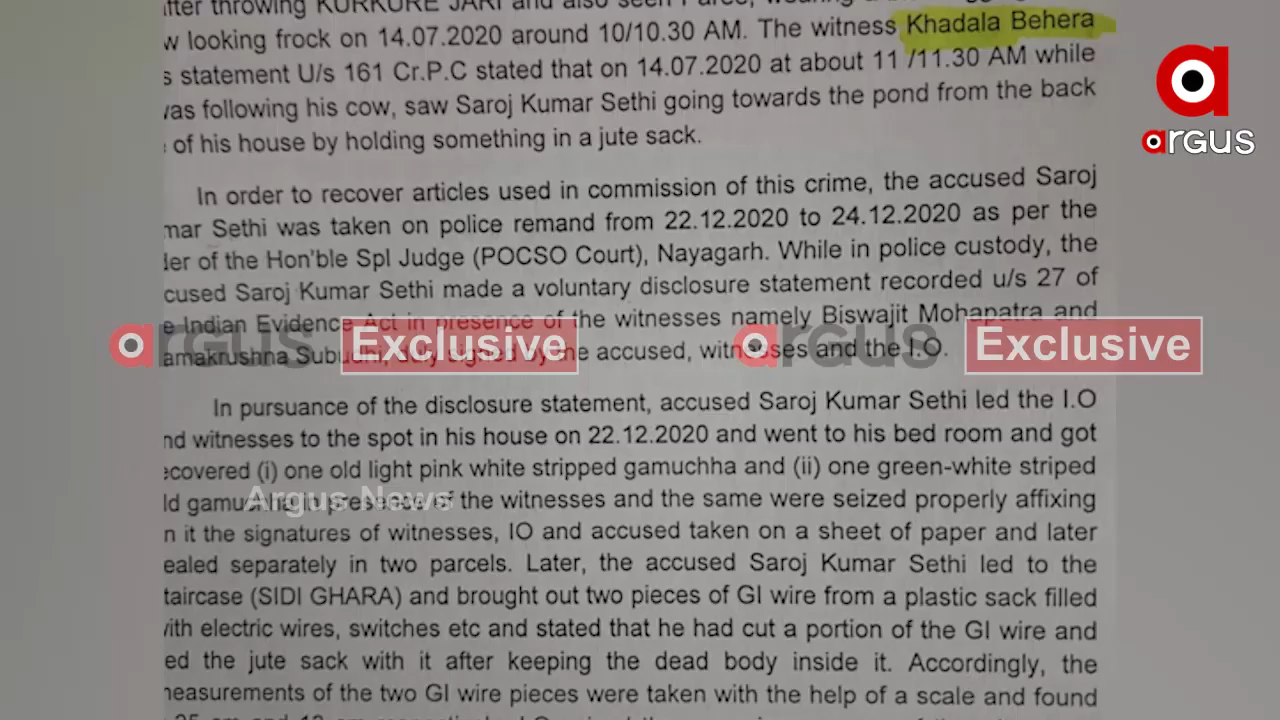 after throwing KURKURE JARI and also seen
w looking frock on 14.07.2020 around 10/10.30 AM. The witness Khadala Behera
s statement U/s 161 Cr.P.C stated that on 14.07.2020 at about 11 /11.30 AM while
was following his cow, saw Saroj Kumar Sethi going towards the pond from the back
of his house by holding something in a jute sack.
In order to recover articles used in commission of this crime, the accused Saroj
mar Sethi was taken on police remand from 22.12.2020 to 24.12.2020 as per the
der of the Hon'ble Spl Judge (POCSO Court), Nayagarh. While in police custody, the
cused Saroj Kumar Sethi made a voluntary disclosure statement recorded u/s 27 of
e Indian Evidence Act in presence of the witnesses namely Biswajit Mohapatra and
amakrushna Subudhi, duly signed by the accused, witnesses and the I.O.
In pursuance of the disclosure statement, accused Saroj Kumar Sethi led the I.O
nd witnesses to the spot in his house on 22.12.2020 and went to his bed room and got
ecovered (i) one old light pink white stripped gamuchha and (ii) one green-white striped
ld gamuchha in presence of the witnesses and the same were seized properly affixing
n it the signatures of witnesses, IO and accused taken on a sheet of paper and later
ealed separately in two parcels. Later, the accused Saroj Kumar Sethi led to the
taircase (SIDI GHARA) and brought out two pieces of GI wire from a plastic sack filled
with electric wires, switches etc and stated that he had cut a portion of the GI wire and
ed the jute sack with it after keeping the dead body inside it. Accordingly, the
measurements of the two GI wire pieces were taken with the help of a scale and found
argus
argus Exclusive
argus Exclusive
Argus News